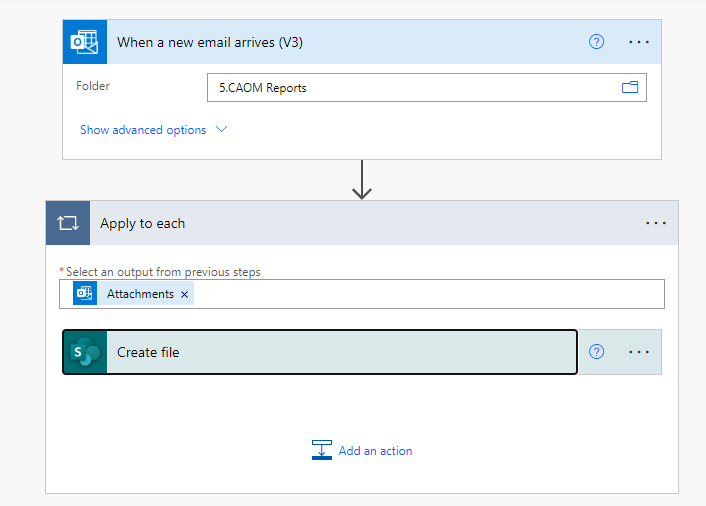 When a new email arrives (V3)
Folder
5.CAOM Reports
Show advanced options
Apply to each
*Select an output from previous steps
Attachments ×
S Create file
Add an action